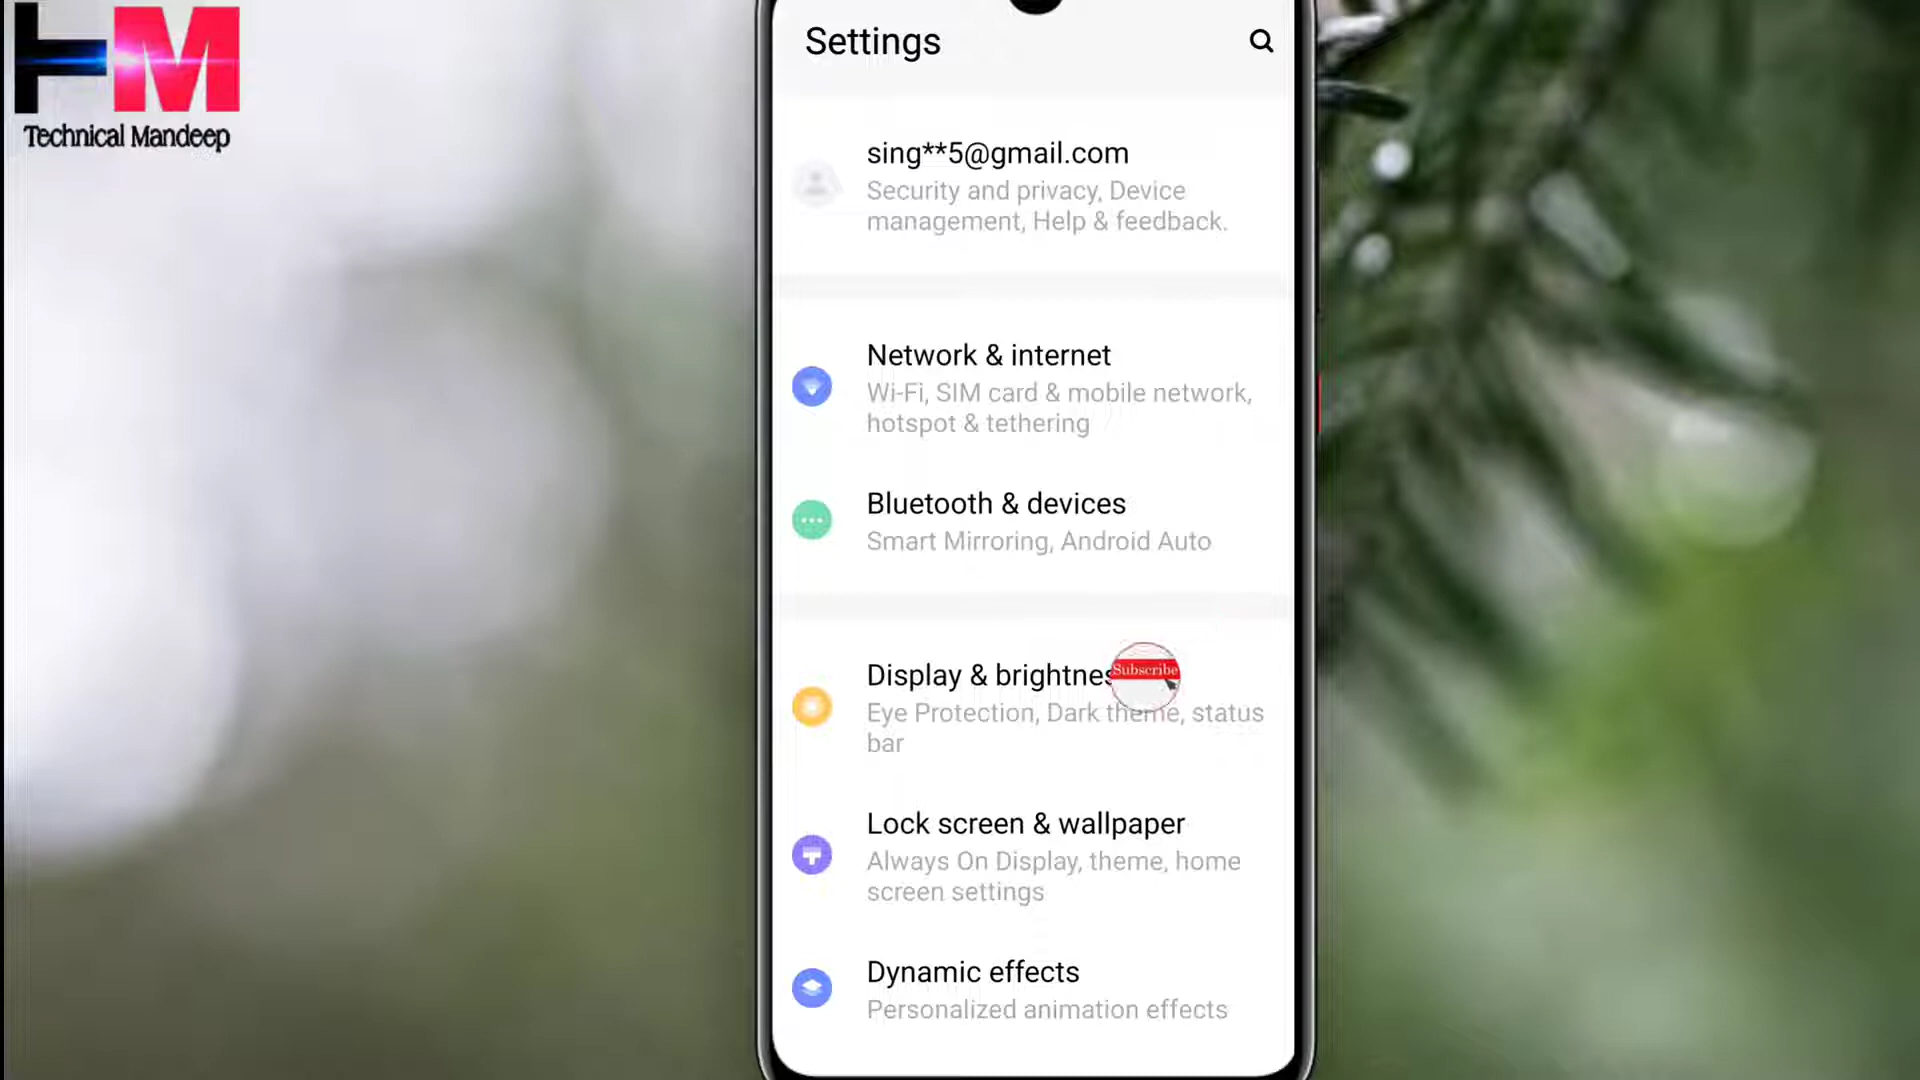 HM
Technical Mandeep
Settings
sing**5@gmail.com
Security and privacy, Device
management, Help & feedback.
Network & internet
Wi-Fi, SIM card & mobile network,
hotspot & tethering
Bluetooth & devices
Smart Mirroring, Android Auto
Display & brightnes
Subscribe
Eye Protection, Dark theme, status
bar
Lock screen & wallpaper
Always On Display, theme, home
screen settings
Dynamic effects
Personalized animation effects